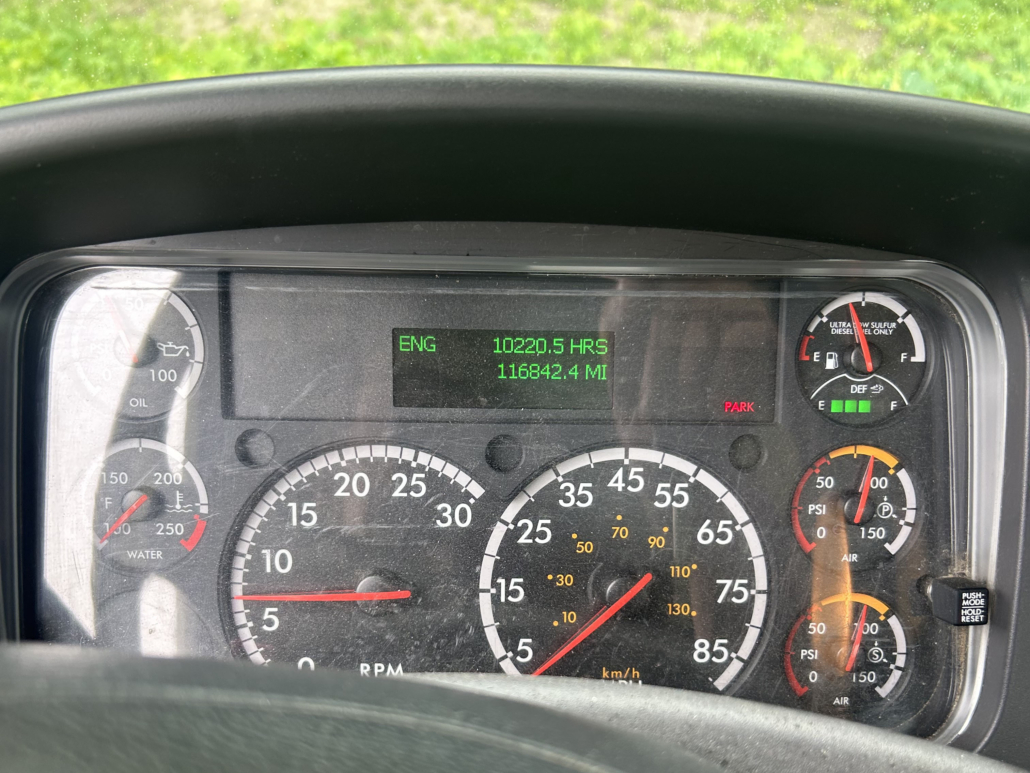 ENG 10220.5 HRS
116842.4 MI
PARK
50
100
OIL
150 200
F
100 250
WATER
0 5 10 15 20 25 30
RPM
5 15 25 35 45 55 65 75 85
10 30 50 70 90 110 130
km/h
ULTRA LOW SULFUR
DIESEL FUEL ONLY
E F
DEF
E F
50 100
PSI P
0 150
AIR
50 100
PSI S
0 150
AIR
PUSH-
MODE
HOLD-
RESET